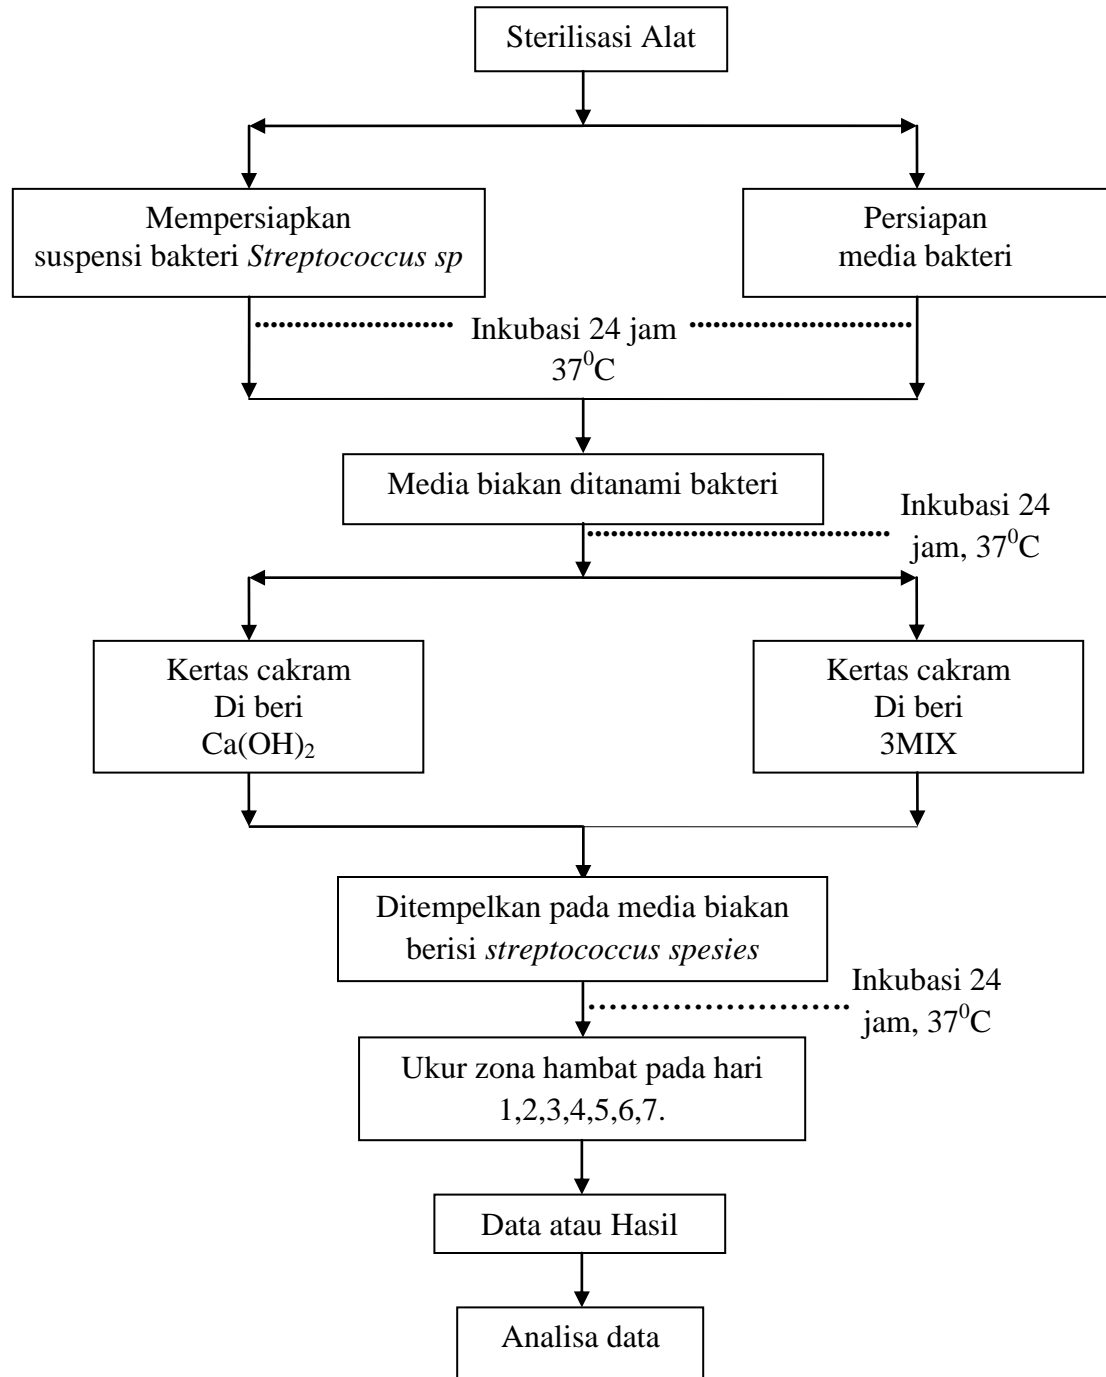 Sterilisasi Alat
Mempersiapkan
suspensi bakteri Streptococcus sp
Persiapan
media bakteri
Inkubasi 24 jam
37⁰C
Media biakan ditanami bakteri
Inkubasi 24
jam, 37⁰C
Kertas cakram
Di beri
Ca(OH)₂
Kertas cakram
Di beri
3MIX
Ditempelkan pada media biakan
berisi streptococcus spesies
Inkubasi 24
jam, 37⁰C
Ukur zona hambat pada hari
1,2,3,4,5,6,7.
Data atau Hasil
Analisa data